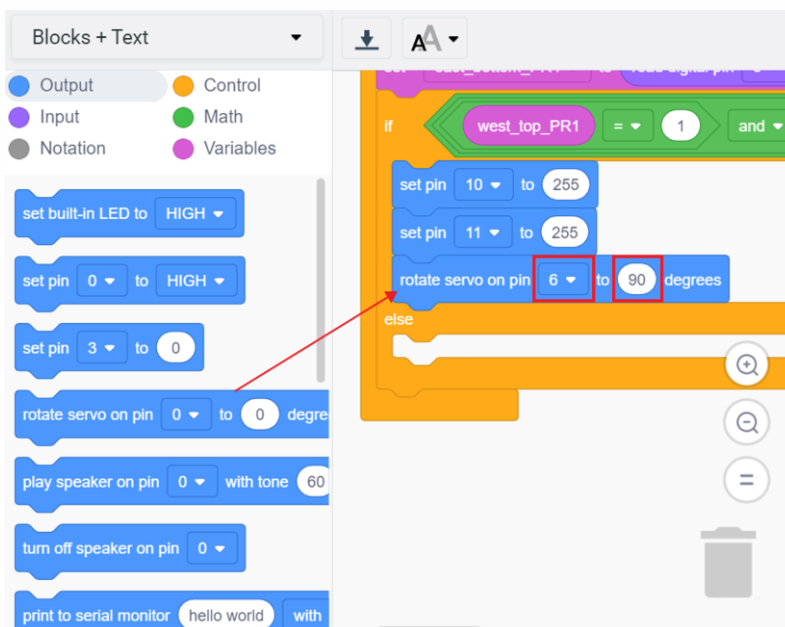 Blocks + Text
AA
Output
Control
Input
Math
Notation
Variables
set built-in LED to HIGH
set pin 0 to HIGH
set pin 3 to 0
rotate servo on pin 0 to 0 degre
play speaker on pin 0 with tone 60
turn off speaker on pin 0
print to serial monitor hello world with
if west_top_PR1 = 1 and
set pin 10 to 255
set pin 11 to 255
rotate servo on pin 6 to 90 degrees
else